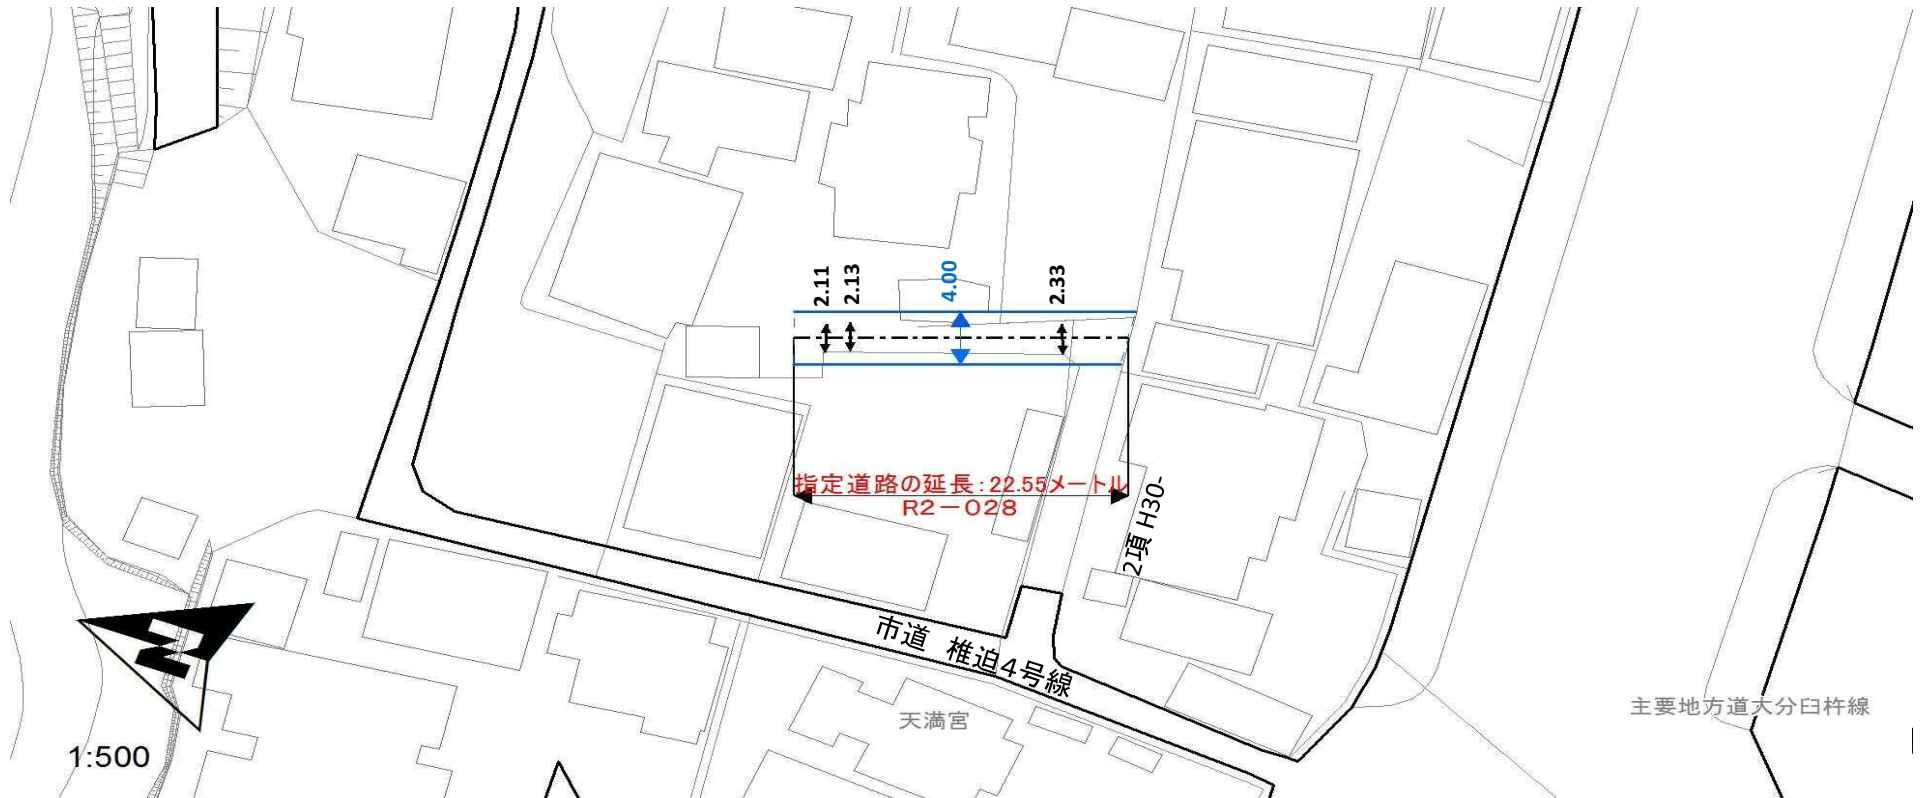 2.11
2.13
4.00
2.33
指定道路の延長:22.55メートル
R2-028
2項 H30-
市道 椎迫4号線
天満宮
主要地方道大分臼杵線
N
1:500